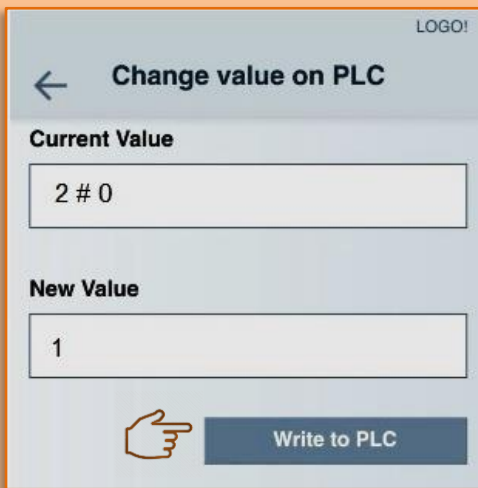 LOGO!
Change value on PLC
Current Value
2 # 0
New Value
1
Write to PLC